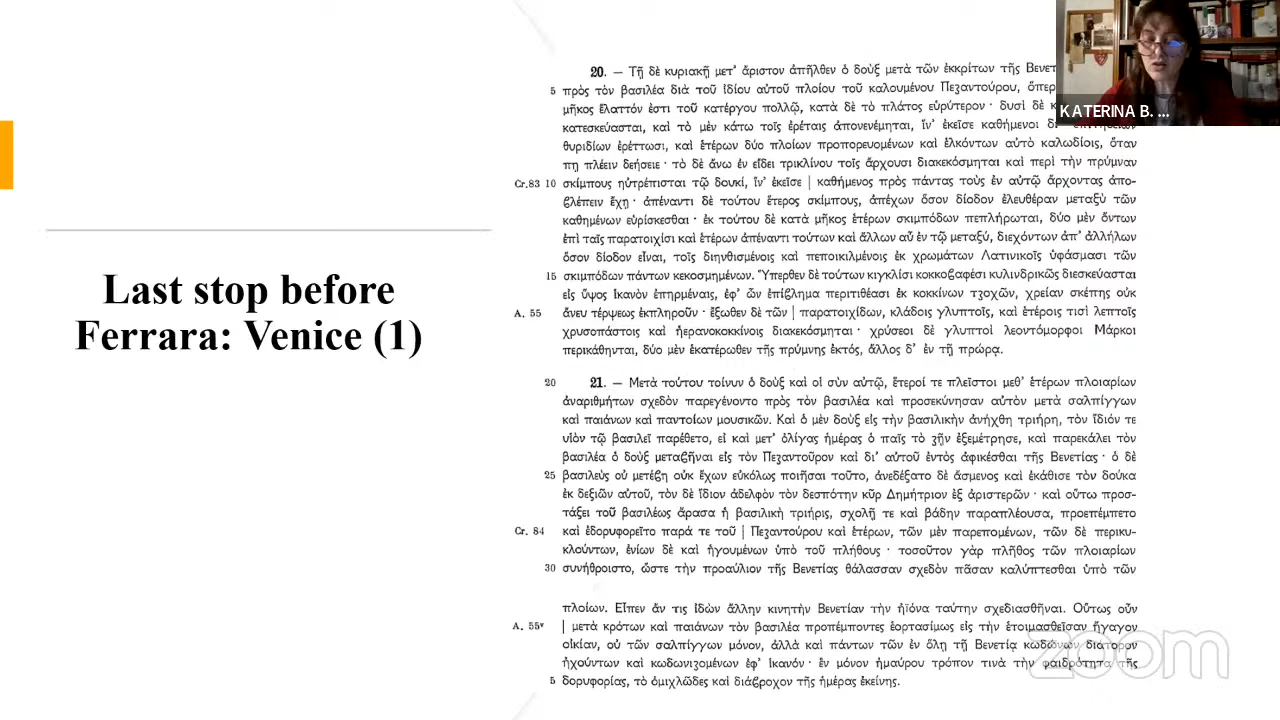 Last stop before
Ferrara: Venice (1)
20. — Τῇ δὲ κυριακῇ μετ' ἄριστον ἀπῆλθεν ὁ δοὺξ μετὰ τῶν ἐκκρίτων τῆς
5 πρὸς τὸν βασιλέα διὰ τοῦ ἰδίου αὐτοῦ πλοίου τοῦ καλουμένου Πεζαντούρου,
μῆκος ἔλαττόν ἐστι τοῦ κατέργου πολλῷ, κατὰ δὲ τὸ πλάτος εὐρύτερον · δυσὶ δὲ
κατεσκεύασται, καὶ τὸ μὲν κάτω τοῖς ἐρέταις ἀπονενέμηται, ἵν' ἐκεῖσε καθήμενοι
θυριδίων ἐρέττωσι, καὶ ἑτέρων δύο πλοίων προπορευομένων καὶ ἑλκόντων αὐτὸ καλωδίοις, ὅταν
πῃ πλέειν δεήσειε · τὸ δὲ ἄνω ἐν εἴδει τρικλίνου τοῖς ἄρχουσι διακεκόσμηται καὶ περὶ τὴν πρύμναν
Cr.83 10 σκίμπους ηὐτρέπισται τῷ δουκί, ἵν' ἐκεῖσε | καθήμενος πρὸς πάντας τοὺς ἐν αὐτῷ ἄρχοντας ἀπο-
βλέπειν ἔχῃ · ἀπέναντι δὲ τούτου ἕτερος σκίμπους, ἀπέχων ὅσον δίοδον ἐλευθέραν μεταξὺ τῶν
καθημένων εὑρίσκεσθαι · ἐκ τούτου δὲ κατὰ μῆκος ἑτέρων σκιμπόδων πεπλήρωται, δύο μὲν ὄντων
ἐπὶ ταῖς παρατοιχίσι καὶ ἑτέρων ἀπέναντι τούτων καὶ ἄλλων αὖ ἐν τῷ μεταξύ, διεχόντων ἀπ' ἀλλήλων
ὅσον δίοδον εἶναι, τοῖς διηνθισμένοις καὶ πεποικιλμένοις ἐκ χρωμάτων Λατινικοῖς ὑφάσμασι τῶν
15 σκιμπόδων πάντων κεκοσμημένων. Ὕπερθεν δὲ τούτων κιγκλίσι κοκκοβαφέσι κυλινδρικῶς διεσκεύασται
εἰς ὕψος ἱκανὸν ἐπηρμέναις, ἐφ' ὧν ἐπίβλημα περιτιθέασι ἐκ κοκκίνων τζοχῶν, χρείαν σκέπης οὐκ
A. 55 ἄνευ τέρψεως ἐκπληροῦν · ἔξωθεν δὲ τῶν | παρατοιχίδων, κλάδοις γλυπτοῖς, καὶ ἑτέροις τισὶ λεπτοῖς
χρυσοπάστοις καὶ ἠερανοκοκκίνοις διακεκόσμηται · χρύσεοι δὲ γλυπτοὶ λεοντόμορφοι Μάρκοι
περικάθηνται, δύο μὲν ἑκατέρωθεν τῆς πρύμνης ἐκτός, ἄλλος δ' ἐν τῇ πρώρᾳ.
20 21. — Μετὰ τούτου τοίνυν ὁ δοὺξ καὶ οἱ σὺν αὐτῷ, ἕτεροί τε πλεῖστοι μεθ' ἑτέρων πλοιαρίων
ἀναριθμήτων σχεδὸν παρεγένοντο πρὸς τὸν βασιλέα καὶ προσεκύνησαν αὐτὸν μετὰ σαλπίγγων
καὶ παιάνων καὶ παντοίων μουσικῶν. Καὶ ὁ μὲν δοὺξ εἰς τὴν βασιλικὴν ἀνήχθη τριήρη, τὸν ἴδιόν τε
υἱὸν τῷ βασιλεῖ παρέθετο, εἰ καὶ μετ' ὀλίγας ἡμέρας ὁ παῖς τὸ ζῆν ἐξεμέτρησε, καὶ παρεκάλει τὸν
βασιλέα ὁ δοὺξ μεταβῆναι εἰς τὸν Πεζαντοῦρον καὶ δι' αὐτοῦ ἐντὸς ἀφικέσθαι τῆς Βενετίας · ὁ δὲ
25 βασιλεὺς οὐ μετέβη οὐκ ἔχων εὐκόλως ποιῆσαι τοῦτο, ἀνεδέξατο δὲ ἄσμενος καὶ ἐκάθισε τὸν δούκα
ἐκ δεξιῶν αὐτοῦ, τὸν δὲ ἴδιον ἀδελφὸν τὸν δεσπότην κῦρ Δημήτριον ἐξ ἀριστερῶν · καὶ οὕτω προσ-
τάξει τοῦ βασιλέως ἄρασα ἡ βασιλικὴ τριήρις, σχολῇ τε καὶ βάδην παραπλέουσα, προεπέμπετο
Cr. 84 καὶ ἐδορυφορεῖτο παρά τε τοῦ | Πεζαντούρου καὶ ἑτέρων, τῶν μὲν παρεπομένων, τῶν δὲ περικυ-
κλούντων, ἐνίων δὲ καὶ ἡγουμένων ὑπὸ τοῦ πλήθους · τοσοῦτον γὰρ πλῆθος τῶν πλοιαρίων
30 συνήθροιστο, ὥστε τὴν προαύλιον τῆς Βενετίας θάλασσαν σχεδὸν πᾶσαν καλύπτεσθαι ὑπὸ τῶν
πλοίων. Εἶπεν ἄν τις ἰδὼν ἄλλην κινητὴν Βενετίαν τὴν ἠϊόνα ταύτην σχεδιασθῆναι. Οὕτως οὖν
A. 55ᵛ | μετὰ κρότων καὶ παιάνων τὸν βασιλέα προπέμποντες ἑορτασίμως εἰς τὴν ἑτοιμασθεῖσαν ἤγαγον
οἰκίαν, οὐ τῶν σαλπίγγων μόνον, ἀλλὰ καὶ πάντων τῶν ἐν ὅλῃ τῇ Βενετίᾳ κωδώνων διάτορον
ἠχούντων καὶ κωδωνιζομένων ἐφ' ἱκανόν · ἓν μόνον ἠμαύρου τρόπον τινὰ τὴν φαιδρότητα τῆς
5 δορυφορίας, τὸ ὁμιχλῶδες καὶ διάβροχον τῆς ἡμέρας ἐκείνης.
KATERINA B. ...
zoom